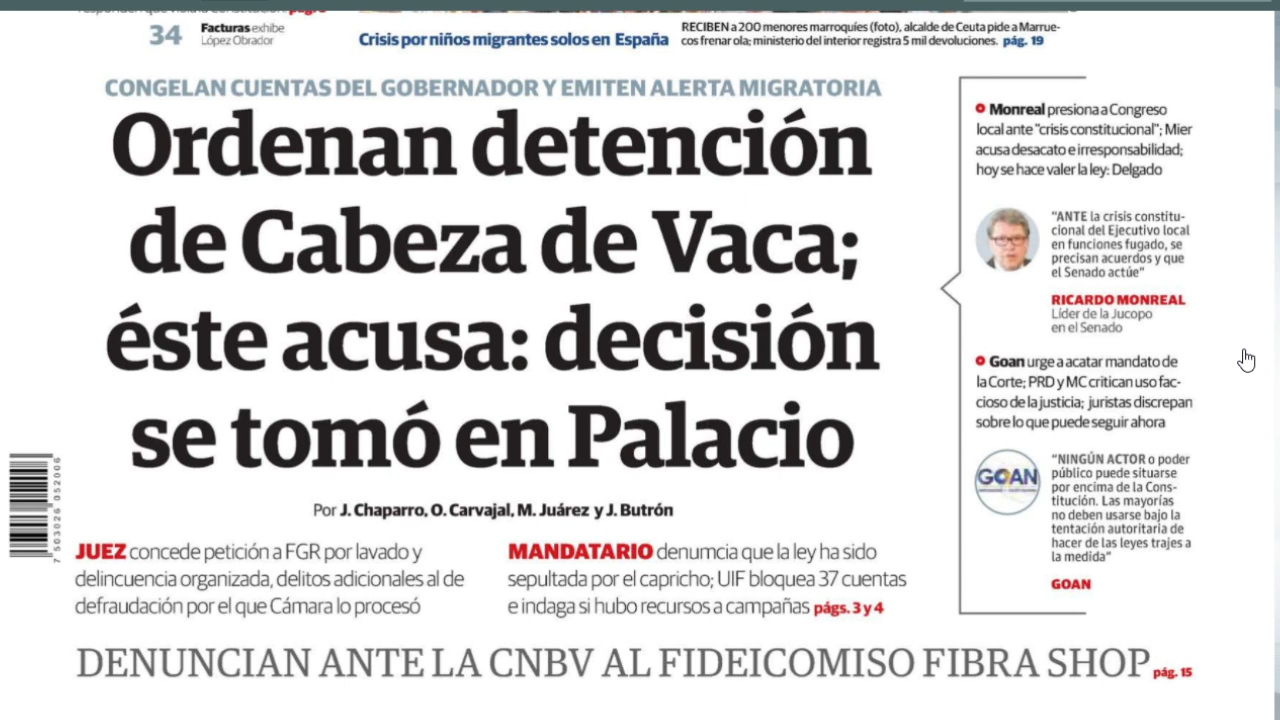 34
Facturas exhibe
López Obrador
Crisis por niños migrantes solos en España
RECIBEN a 200 menores marroquíes (foto), alcalde de Ceuta pide a Marrue-
cos frenar ola; ministerio del interior registra 5 mil devoluciones. pág. 19
CONGELAN CUENTAS DEL GOBERNADOR Y EMITEN ALERTA MIGRATORIA
Ordenan detención
de Cabeza de Vaca;
éste acusa: decisión
se tomó en Palacio
Por J. Chaparro, O. Carvajal, M. Juárez y J. Butrón
JUEZ concede petición a FGR por lavado y
delincuencia organizada, delitos adicionales al de
defraudación por el que Cámara lo procesó
MANDATARIO denumcia que la ley ha sido
sepultada por el capricho; UIF bloquea 37 cuentas
e indaga si hubo recursos a campañas págs. 3 y 4
Monreal presiona a Congreso
local ante "crisis constitucional"; Mier
acusa desacato e irresponsabilidad;
hoy se hace valer la ley: Delgado
"ANTE la crisis constitu-
cional del Ejecutivo local
en funciones fugado, se
precisan acuerdos y que
el Senado actúe"
RICARDO MONREAL
Líder de la Jucopo
en el Senado
Goan urge a acatar mandato de
la Corte; PRD y MC critican uso fac-
cioso de la justicia; juristas discrepan
sobre lo que puede seguir ahora
GOAN
"NINGÚN ACTOR o poder
público puede situarse
por encima de la Cons-
titución. Las mayorías
no deben usarse bajo la
tentación autoritaria de
hacer de las leyes trajes a
la medida"
GOAN
7 503026 052006
DENUNCIAN ANTE LA CNBV AL FIDEICOMISO FIBRA SHOP pág. 15